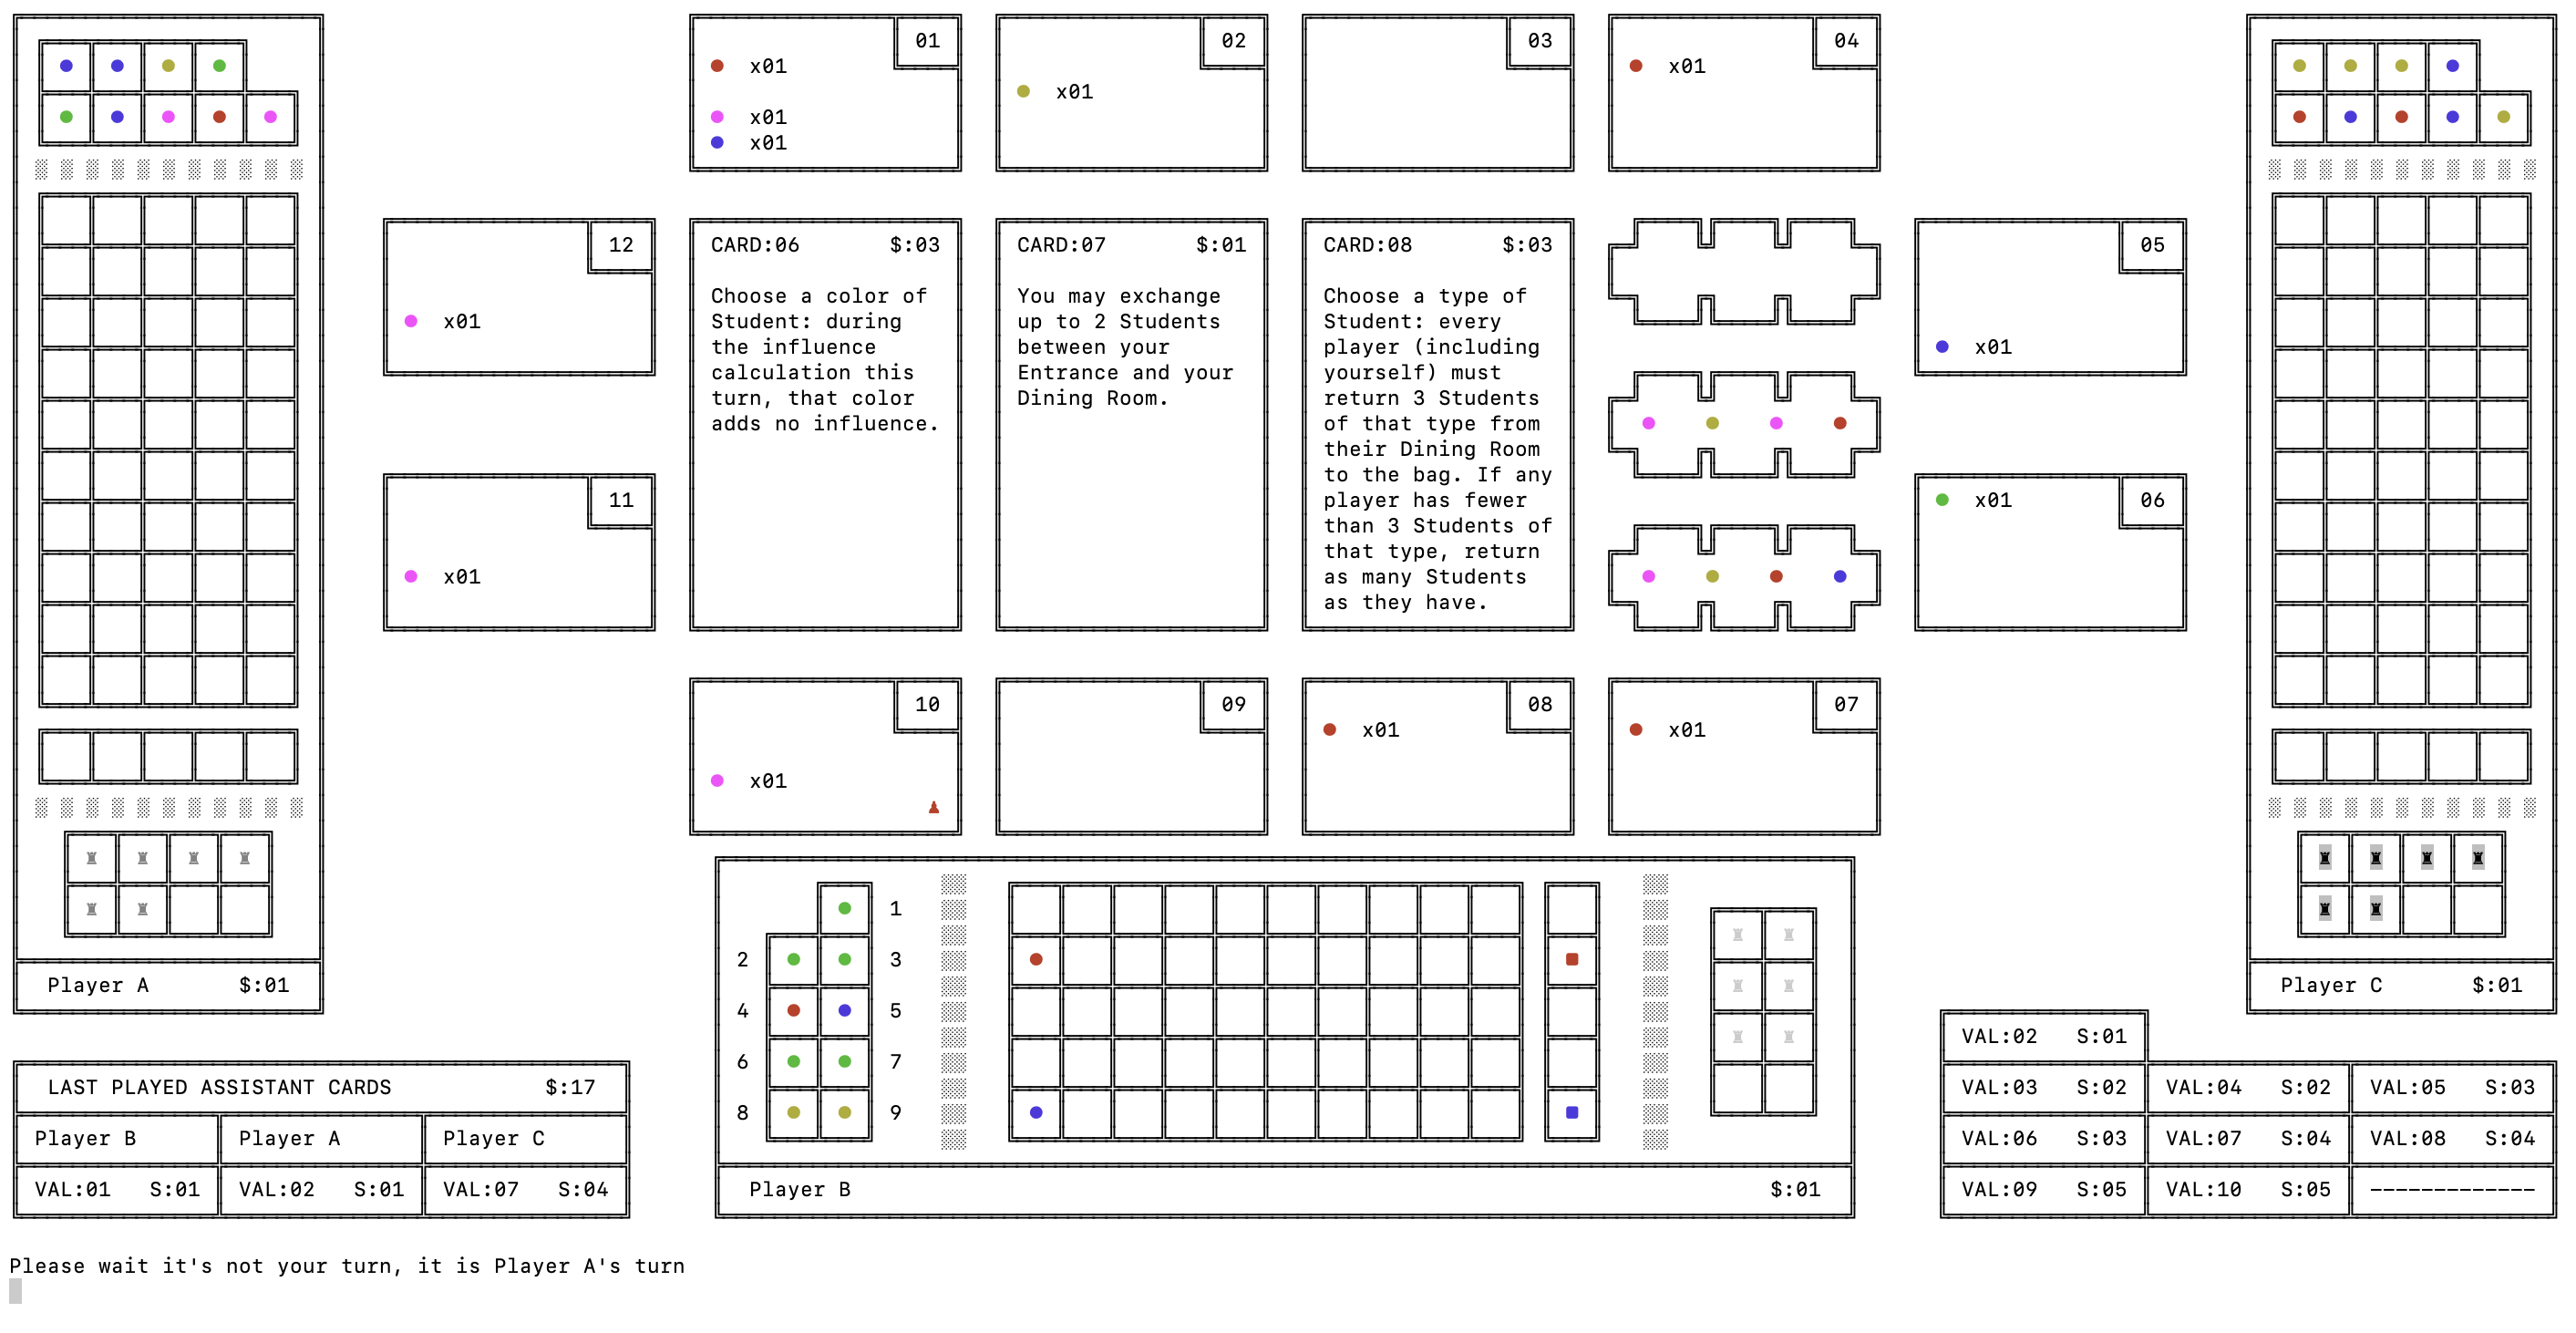 01
x01
x01
x01
02
x01
03
04
x01
12
x01
CARD:06 $:03
Choose a color of
Student: during
the influence
calculation this
turn, that color
adds no influence.
CARD:07 $:01
You may exchange
up to 2 Students
between your
Entrance and your
Dining Room.
CARD:08 $:03
Choose a type of
Student: every
player (including
yourself) must
return 3 Students
of that type from
their Dining Room
to the bag. If any
player has fewer
than 3 Students of
that type, return
as many Students
as they have.
05
x01
11
x01
06
x01
10
x01
09
08
x01
07
x01
Player A $:01
1
2 3
4 5
6 7
8 9
Player B $:01
Player C $:01
LAST PLAYED ASSISTANT CARDS $:17
Player B Player A Player C
VAL:01 S:01 VAL:02 S:01 VAL:07 S:04
VAL:02 S:01
VAL:03 S:02 VAL:04 S:02 VAL:05 S:03
VAL:06 S:03 VAL:07 S:04 VAL:08 S:04
VAL:09 S:05 VAL:10 S:05 —————————————
Please wait it's not your turn, it is Player A's turn